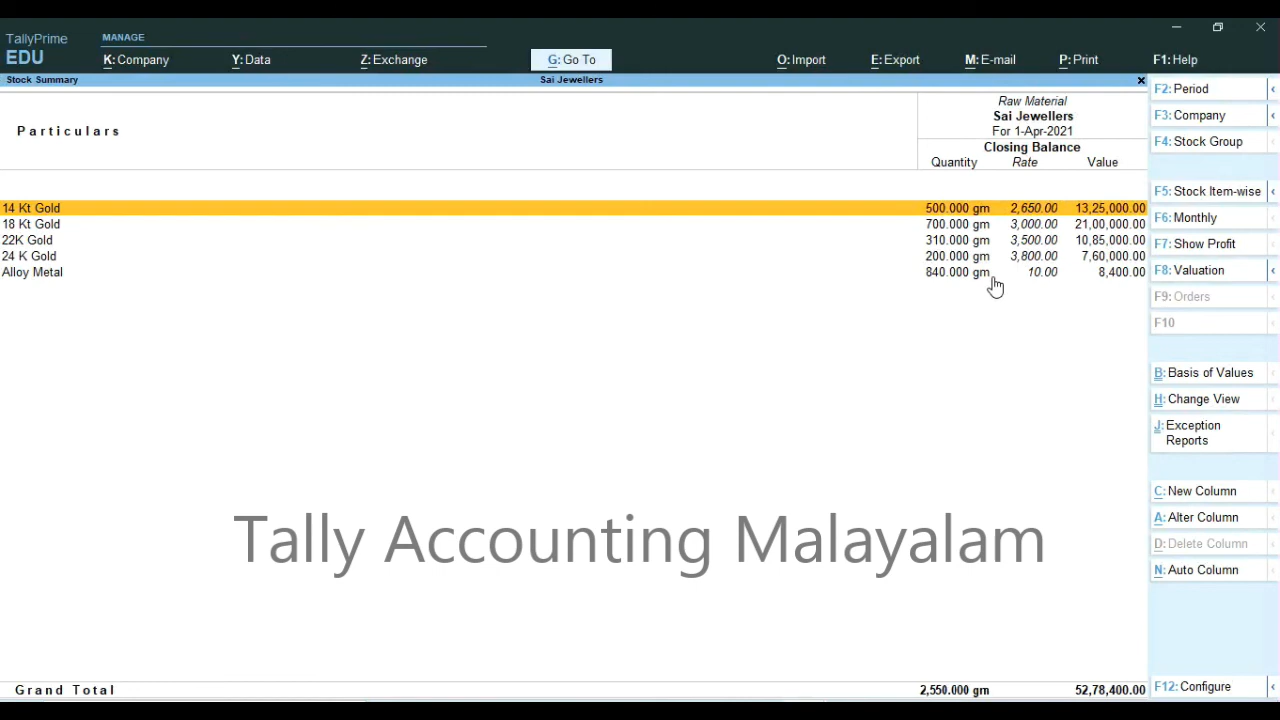 TallyPrime
EDU
MANAGE
K: Company
Y: Data
Z: Exchange
G: Go To
O: Import
E: Export
M: E-mail
P: Print
F1: Help
Stock Summary
Sai Jewellers
Particulars
Raw Material
Sai Jewellers
For 1-Apr-2021
Closing Balance
Quantity Rate Value
14 Kt Gold 500.000 gm 2,650.00 13,25,000.00
18 Kt Gold 700.000 gm 3,000.00 21,00,000.00
22K Gold 310.000 gm 3,500.00 10,85,000.00
24 K Gold 200.000 gm 3,800.00 7,60,000.00
Alloy Metal 840.000 gm 10.00 8,400.00
Tally Accounting Malayalam
Grand Total 2,550.000 gm 52,78,400.00
F2: Period
F3: Company
F4: Stock Group
F5: Stock Item-wise
F6: Monthly
F7: Show Profit
F8: Valuation
F9: Orders
F10
B: Basis of Values
H: Change View
J: Exception
Reports
C: New Column
A: Alter Column
D: Delete Column
N: Auto Column
F12: Configure